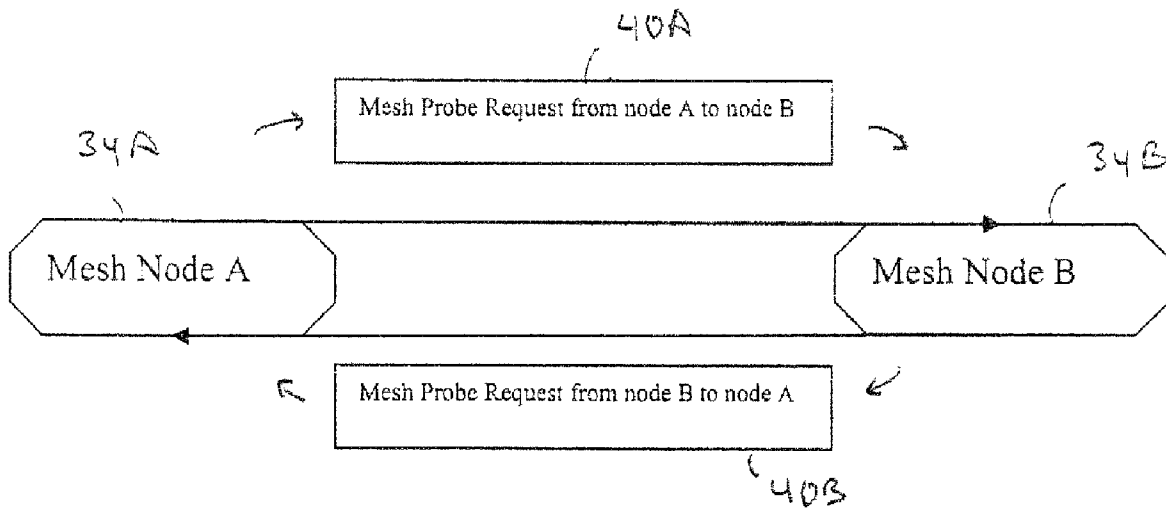 40A
Mesh Probe Request from node A to node B
34A
34B
Mesh Node A
Mesh Node B
Mesh Probe Request from node B to node A
40B